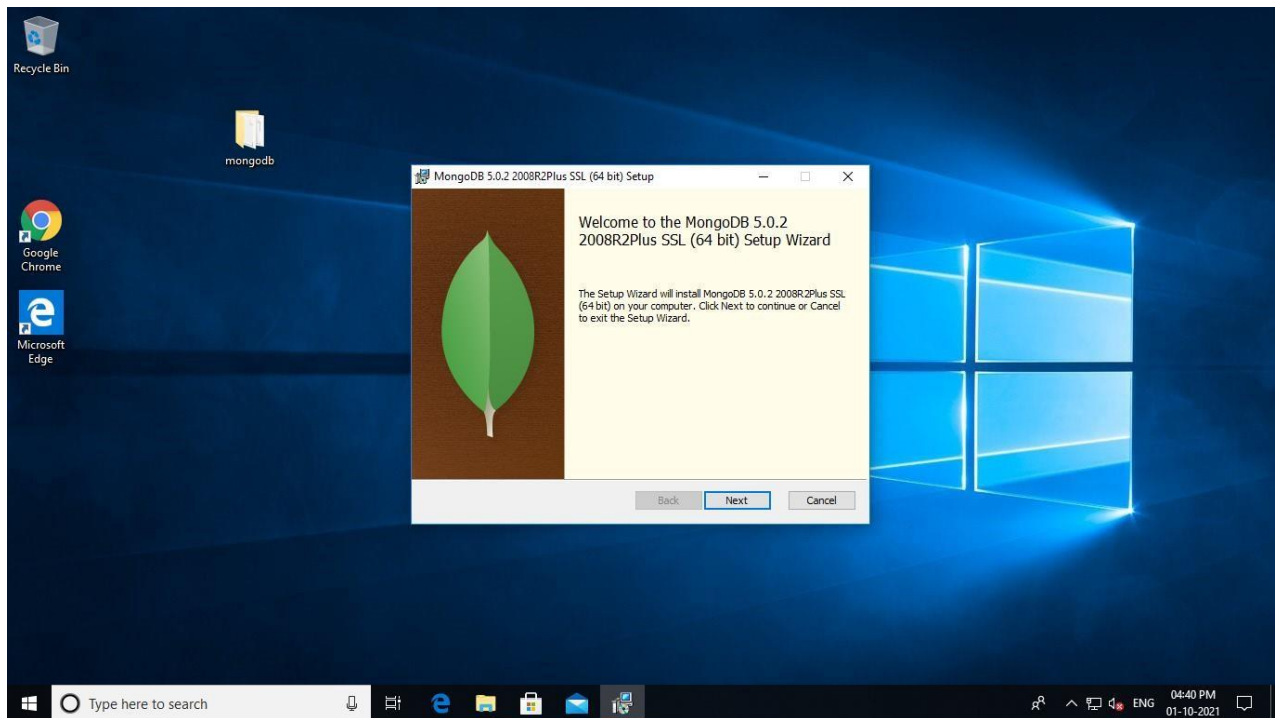 Recycle Bin
mongodb
Google
Chrome
Microsoft
Edge
MongoDB 5.0.2 2008R2Plus SSL (64 bit) Setup
Welcome to the MongoDB 5.0.2
2008R2Plus SSL (64 bit) Setup Wizard
The Setup Wizard will install MongoDB 5.0.2 2008R2Plus SSL
(64 bit) on your computer. Click Next to continue or Cancel
to exit the Setup Wizard.
Back
Next
Cancel
Type here to search
ENG
04:40 PM
01-10-2021